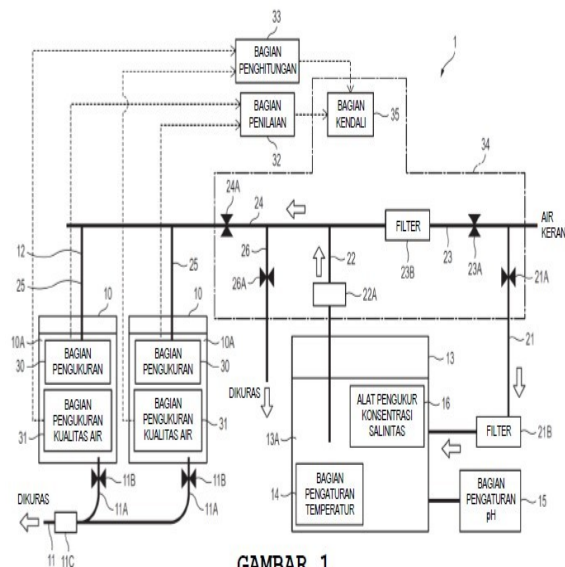 33
BAGIAN
PENGHITUNGAN
1
BAGIAN
PENILAIAN
32
BAGIAN
KENDALI
35
34
24A
24
12
25
25
26
26A
22
22A
FILTER
23B
23
23A
AIR
KERAN
21A
21
10
10
10A
10A
BAGIAN
PENGUKURAN
30
BAGIAN
PENGUKURAN
30
BAGIAN
PENGUKURAN
KUALITAS AIR
31
BAGIAN
PENGUKURAN
KUALITAS AIR
31
DIKURAS
13
13A
ALAT PENGUKUR
KONSENTRASI
SALINITAS
16
FILTER
21B
BAGIAN
PENGATURAN
TEMPERATUR
14
BAGIAN
PENGATURAN
pH
15
11B
11B
11A
11A
DIKURAS
11
11C
GAMBAR 1